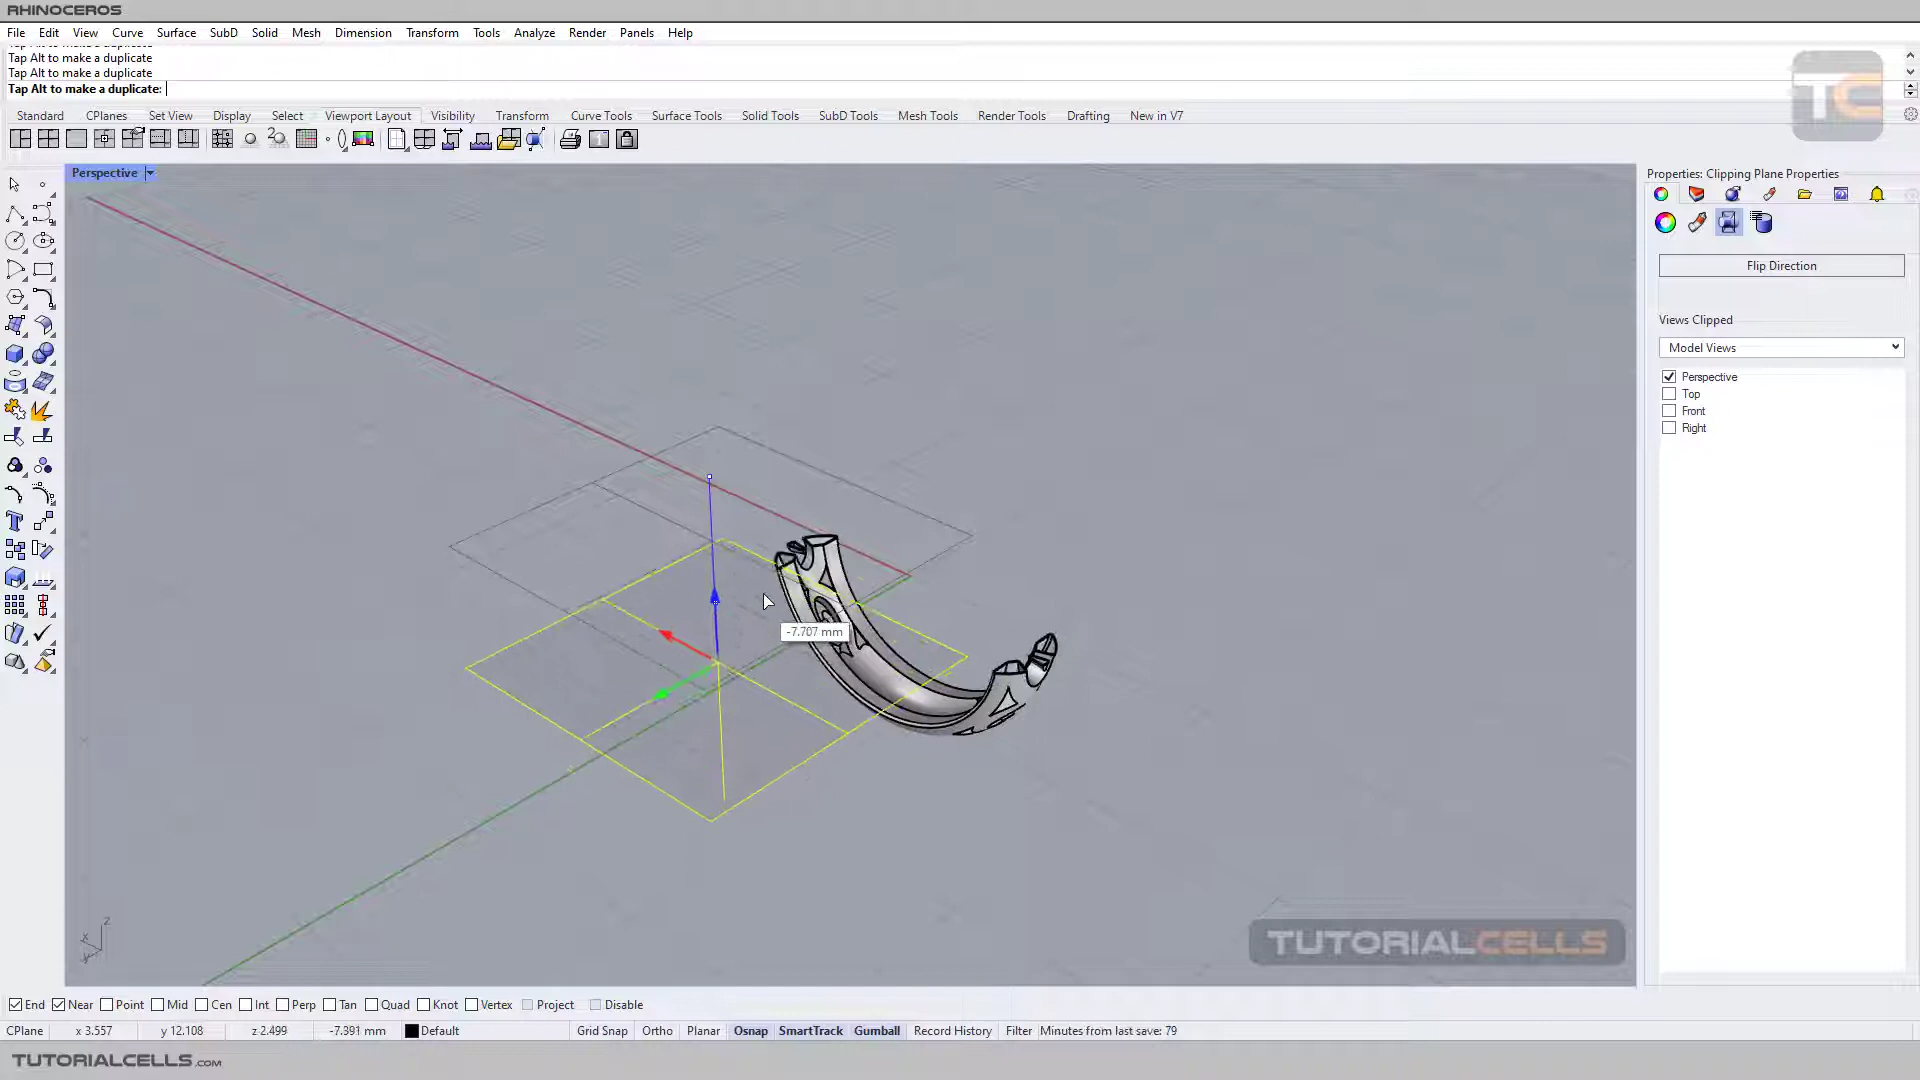 RHINOCEROS
File Edit View Curve Surface SubD Solid Mesh Dimension Transform Tools Analyze Render Panels Help
Tap Alt to make a duplicate
Tap Alt to make a duplicate
Tap Alt to make a duplicate
Tap Alt to make a duplicate:
TC
Standard CPlanes Set View Display Select Viewport Layout Visibility Transform Curve Tools Surface Tools Solid Tools SubD Tools Mesh Tools Render Tools Drafting New in V7
Perspective
Properties: Clipping Plane Properties
Flip Direction
Views Clipped
Model Views
Perspective
Top
Front
Right
-7.707 mm
z
x
y
TUTORIALCELLS
End Near Point Mid Cen Int Perp Tan Quad Knot Vertex Project Disable
CPlane x 3.557 y 12.108 z 2.499 -7.391 mm Default Grid Snap Ortho Planar Osnap SmartTrack Gumball Record History Filter Minutes from last save: 79
TUTORIALCELLS.COM